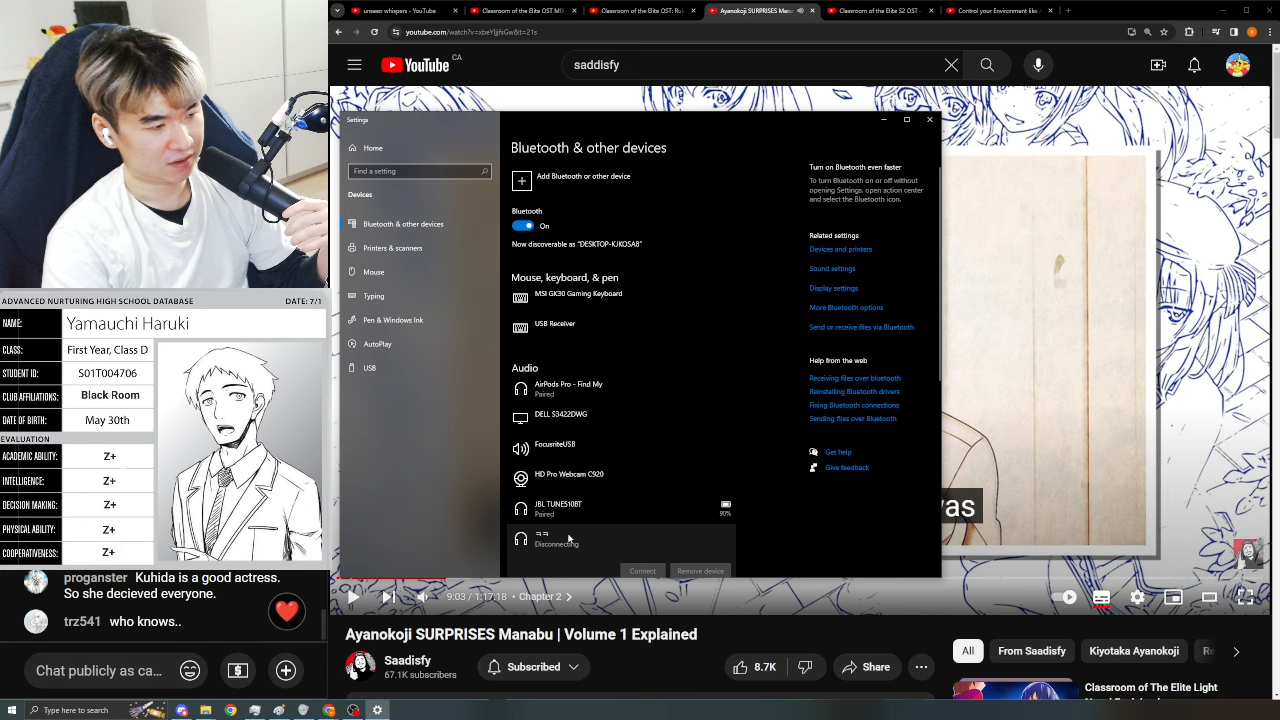 unseen whispers - YouTube
Classroom of the Elite OST MI
Classroom of the Elite OST: Ru
Ayanokoji SURPRISES Mana
Classroom of the Elite S2 OST
Control your Environment like
youtube.com/watch?v=xbeYJjfsGw8t=21s
YouTube CA
saddisfy
ADVANCED NURTURING HIGH SCHOOL DATABASE DATE: 7/1
NAME: Yamauchi Haruki
CLASS: First Year, Class D
STUDENT ID: S01T004706
CLUB AFFILIATIONS: Black Room
DATE OF BIRTH: May 30th
EVALUATION
ACADEMIC ABILITY: Z+
INTELLIGENCE: Z+
DECISION MAKING: Z+
PHYSICAL ABILITY: Z+
COOPERATIVENESS: Z+
proganster Kuhida is a good actress.
So she decieved everyone.
trz541 who knows..
Chat publicly as ca...
Settings
Home
Find a setting
Devices
Bluetooth & other devices
Printers & scanners
Mouse
Typing
Pen & Windows Ink
AutoPlay
USB
Bluetooth & other devices
Add Bluetooth or other device
Bluetooth
On
Now discoverable as "DESKTOP-KJKOSA8"
Mouse, keyboard, & pen
MSI GK30 Gaming Keyboard
USB Receiver
Audio
AirPods Pro - Find My
Paired
DELL S3422DWG
FocusriteUSB
HD Pro Webcam C920
JBL TUNE510BT
Paired
90%
ㅋㅋ
Disconnecting
Connect
Remove device
Turn on Bluetooth even faster
To turn Bluetooth on or off without
opening Settings, open action center
and select the Bluetooth icon.
Related settings
Devices and printers
Sound settings
Display settings
More Bluetooth options
Send or receive files via Bluetooth
Help from the web
Receiving files over bluetooth
Reinstalling Bluetooth drivers
Fixing Bluetooth connections
Sending files over Bluetooth
Get help
Give feedback
was
9:03 / 1:17:18 • Chapter 2
Ayanokoji SURPRISES Manabu | Volume 1 Explained
Saadisfy
67.1K subscribers
Subscribed
8.7K
Share
All
From Saadisfy
Kiyotaka Ayanokoji
Re
Classroom of The Elite Light
Type here to search